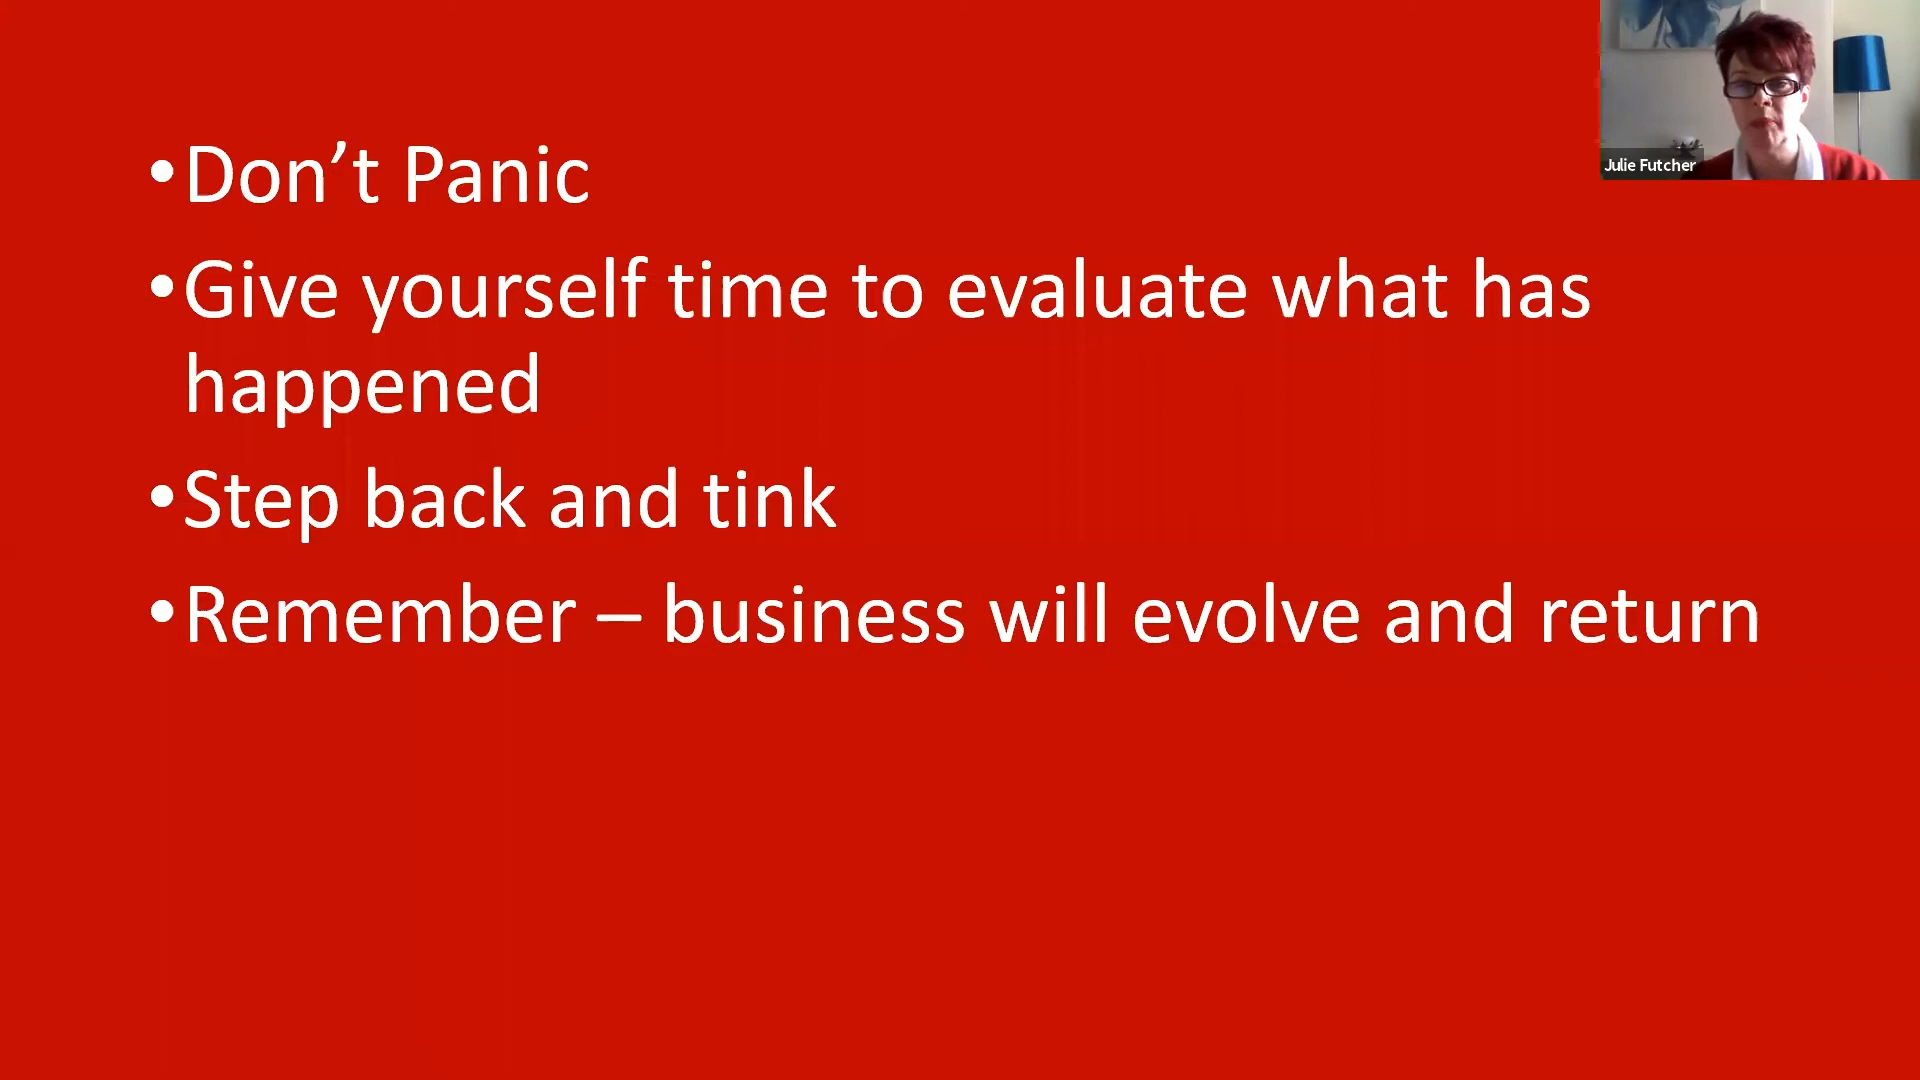 •Don’t Panic
•Give yourself time to evaluate what has
happened
•Step back and tink
•Remember – business will evolve and return
Julie Futcher